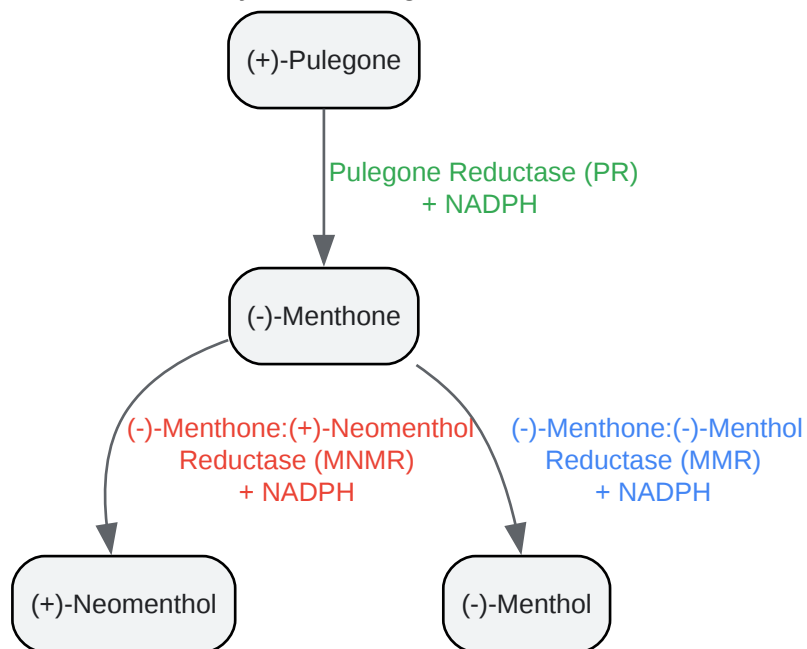 (+)-Pulegone
Pulegone Reductase (PR)
+ NADPH
(-)-Menthone
(-)-Menthone:(+)-Neomenthol
Reductase (MNMR)
+ NADPH
(-)-Menthone:(-)-Menthol
Reductase (MMR)
+ NADPH
(+)-Neomenthol
(-)-Menthol